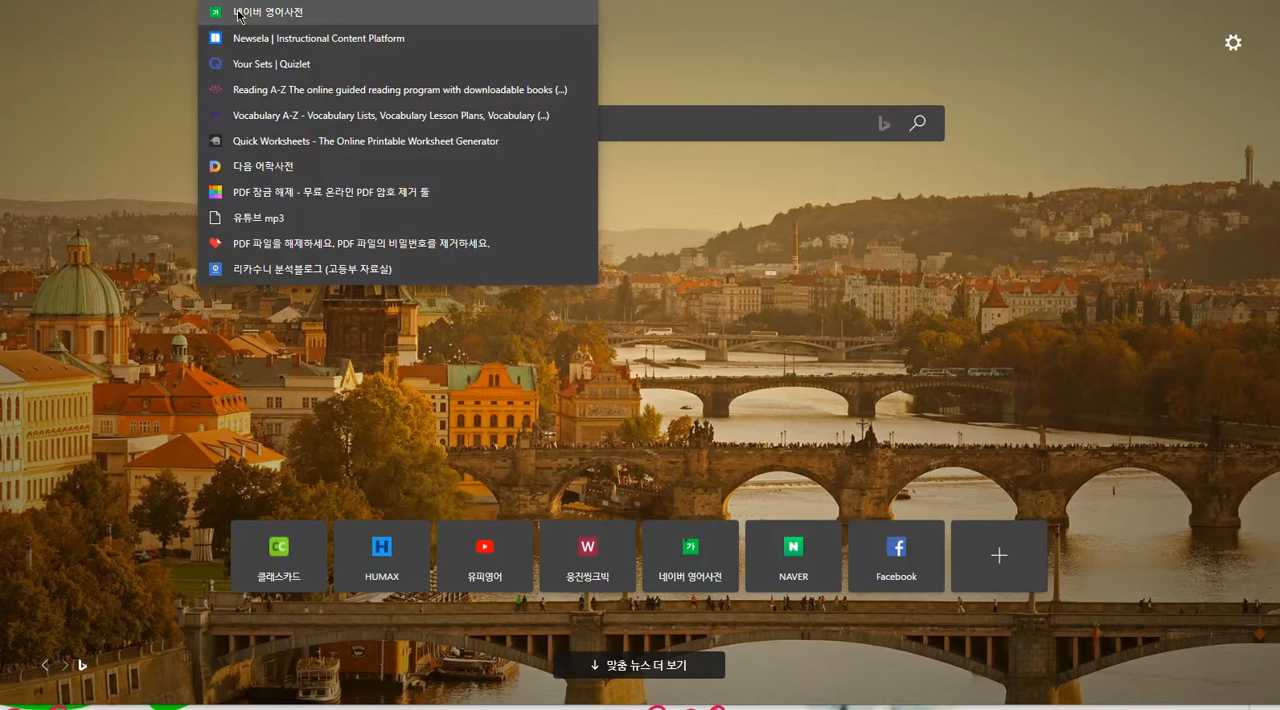 네이버 영어사전
Newsela | Instructional Content Platform
Your Sets | Quizlet
Reading A-Z The online guided reading program with downloadable books (...)
Vocabulary A-Z - Vocabulary Lists, Vocabulary Lesson Plans, Vocabulary (...)
Quick Worksheets - The Online Printable Worksheet Generator
다음 어학사전
PDF 잠금 해제 - 무료 온라인 PDF 암호 제거 툴
유튜브 mp3
PDF 파일을 해제하세요. PDF 파일의 비밀번호를 제거하세요.
리카수니 분석블로그 (고등부 자료실)
클래스카드
HUMAX
유피영어
웅진씽크빅
네이버 영어사전
NAVER
Facebook
맞춤 뉴스 더 보기